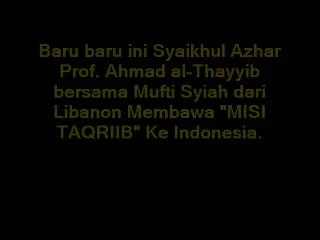 Baru baru ini Syaikhul Azhar
Prof. Ahmad al-Thayyib
bersama Mufti Syiah dari
Libanon Membawa "MISI
TAQRIIB" Ke Indonesia.